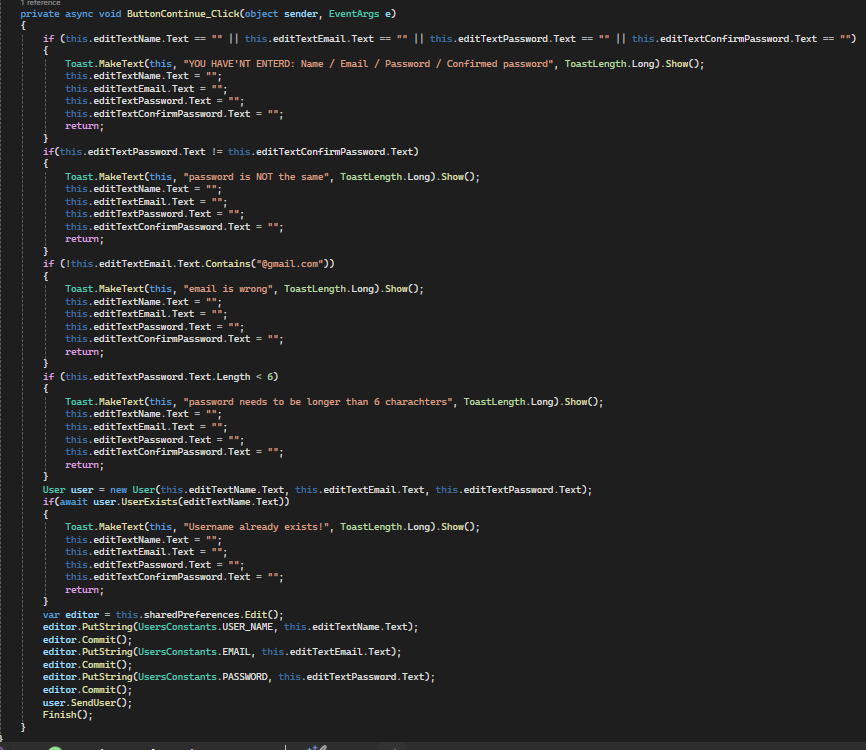 1 reference
private async void ButtonContinue_Click(object sender, EventArgs e)
{
if (this.editTextName.Text == "" || this.editTextEmail.Text == "" || this.editTextPassword.Text == "" || this.editTextConfirmPassword.Text == "")
{
Toast.MakeText(this, "YOU HAVE'NT ENTERD: Name / Email / Password / Confirmed password", ToastLength.Long).Show();
this.editTextName.Text = "";
this.editTextEmail.Text = "";
this.editTextPassword.Text = "";
this.editTextConfirmPassword.Text = "";
return;
}
if(this.editTextPassword.Text != this.editTextConfirmPassword.Text)
{
Toast.MakeText(this, "password is NOT the same", ToastLength.Long).Show();
this.editTextName.Text = "";
this.editTextEmail.Text = "";
this.editTextPassword.Text = "";
this.editTextConfirmPassword.Text = "";
return;
}
if (!this.editTextEmail.Text.Contains("@gmail.com"))
{
Toast.MakeText(this, "email is wrong", ToastLength.Long).Show();
this.editTextName.Text = "";
this.editTextEmail.Text = "";
this.editTextPassword.Text = "";
this.editTextConfirmPassword.Text = "";
return;
}
if (this.editTextPassword.Text.Length < 6)
{
Toast.MakeText(this, "password needs to be longer than 6 charachters", ToastLength.Long).Show();
this.editTextName.Text = "";
this.editTextEmail.Text = "";
this.editTextPassword.Text = "";
this.editTextConfirmPassword.Text = "";
return;
}
User user = new User(this.editTextName.Text, this.editTextEmail.Text, this.editTextPassword.Text);
if(await user.UserExists(editTextName.Text))
{
Toast.MakeText(this, "Username already exists!", ToastLength.Long).Show();
this.editTextName.Text = "";
this.editTextEmail.Text = "";
this.editTextPassword.Text = "";
this.editTextConfirmPassword.Text = "";
return;
}
var editor = this.sharedPreferences.Edit();
editor.PutString(UsersConstants.USER_NAME, this.editTextName.Text);
editor.Commit();
editor.PutString(UsersConstants.EMAIL, this.editTextEmail.Text);
editor.Commit();
editor.PutString(UsersConstants.PASSWORD, this.editTextPassword.Text);
editor.Commit();
user.SendUser();
Finish();
}
}